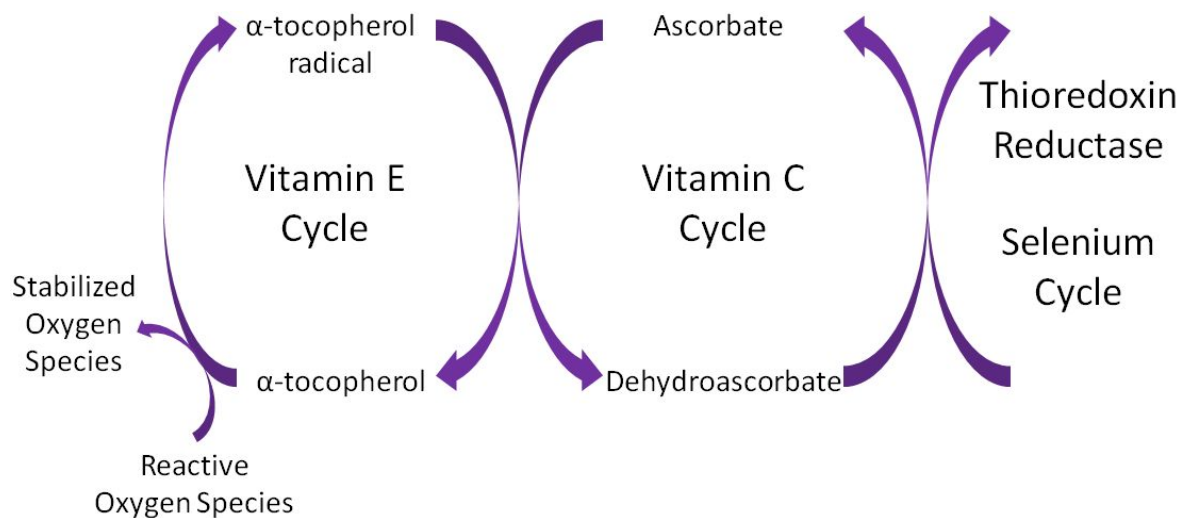 α-tocopherol
radical
Ascorbate
Thioredoxin
Reductase
Vitamin E
Cycle
Vitamin C
Cycle
Selenium
Cycle
Stabilized
Oxygen
Species
α-tocopherol
Dehydroascorbate
Reactive
Oxygen Species